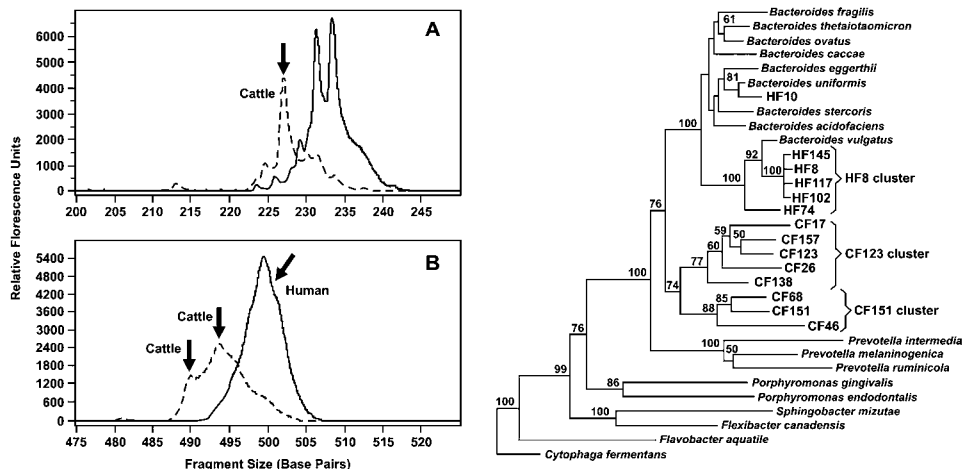 Relative Florescence Units
A
6000
5000
4000
3000
2000
1000
0
Cattle
200 205 210 215 220 225 230 235 240 245
B
5400
4800
4200
3600
3000
2400
1800
1200
600
0
Cattle
Cattle
Human
475 480 485 490 495 500 505 510 515 520
Fragment Size (Base Pairs)
Bacteroides fragilis
61
Bacteroides thetaiotaomicron
Bacteroides ovatus
Bacteroides caccae
Bacteroides eggerthii
81
Bacteroides uniformis
HF10
Bacteroides stercoris
100
Bacteroides acidofaciens
Bacteroides vulgatus
92
HF145
100
HF8
HF8 cluster
100
HF117
HF102
HF74
76
CF17
59
50
CF157
60
CF123
CF123 cluster
77
CF26
100
74
CF138
85
CF68
88
CF151
CF151 cluster
CF46
76
100
Prevotella intermedia
50
Prevotella melaninogenica
Prevotella ruminicola
99
86
Porphyromonas gingivalis
Porphyromonas endodontalis
100
Sphingobacter mizutae
100
Flexibacter canadensis
Flavobacter aquatile
Cytophaga fermentans